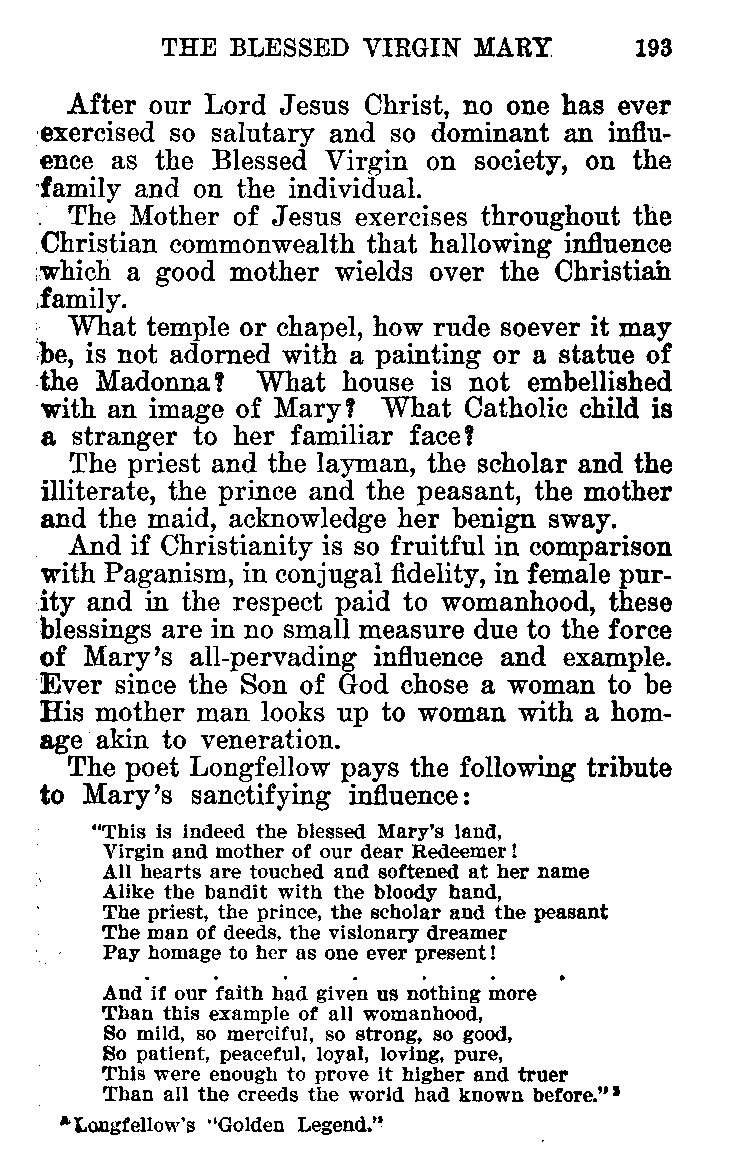 THE BLESSED VIRGIN MARY 193
After our Lord Jesus Christ, no one has ever
exercised so salutary and so dominant an influ-
ence as the Blessed Virgin on society, on the
family and on the individual.
The Mother of Jesus exercises throughout the
Christian commonwealth that hallowing influence
which a good mother wields over the Christian
family.
What temple or chapel, how rude soever it may
be, is not adorned with a painting or a statue of
the Madonna? What house is not embellished
with an image of Mary? What Catholic child is
a stranger to her familiar face?
The priest and the layman, the scholar and the
illiterate, the prince and the peasant, the mother
and the maid, acknowledge her benign sway.
And if Christianity is so fruitful in comparison
with Paganism, in conjugal fidelity, in female pur-
ity and in the respect paid to womanhood, these
blessings are in no small measure due to the force
of Mary's all-pervading influence and example.
Ever since the Son of God chose a woman to be
His mother man looks up to woman with a hom-
age akin to veneration.
The poet Longfellow pays the following tribute
to Mary's sanctifying influence:
"This is indeed the blessed Mary's land,
Virgin and mother of our dear Redeemer!
All hearts are touched and softened at her name
Alike the bandit with the bloody hand,
The priest, the prince, the scholar and the peasant
The man of deeds, the visionary dreamer
Pay homage to her as one ever present!
. . . . . . .
And if our faith had given us nothing more
Than this example of all womanhood,
So mild, so merciful, so strong, so good,
So patient, peaceful, loyal, loving, pure,
This were enough to prove it higher and truer
Than all the creeds the world had known before."
Longfellow's "Golden Legend."